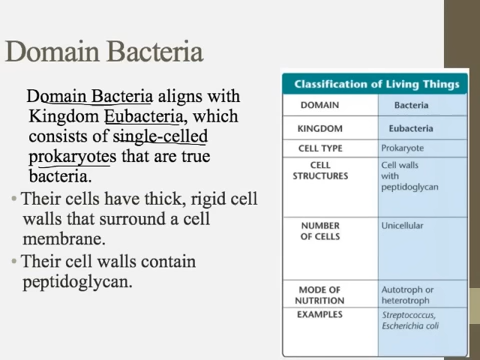 Domain Bacteria
Domain Bacteria aligns with
Kingdom Eubacteria, which
consists of single-celled
prokaryotes that are true
bacteria.
• Their cells have thick, rigid cell
walls that surround a cell
membrane.
• Their cell walls contain
peptidoglycan.
Classification of Living Things
DOMAIN Bacteria
KINGDOM Eubacteria
CELL TYPE Prokaryote
CELL Cell walls
STRUCTURES with
peptidoglycan
NUMBER Unicellular
OF CELLS
MODE OF Autotroph or
NUTRITION heterotroph
EXAMPLES Streptococcus,
Escherichia coli